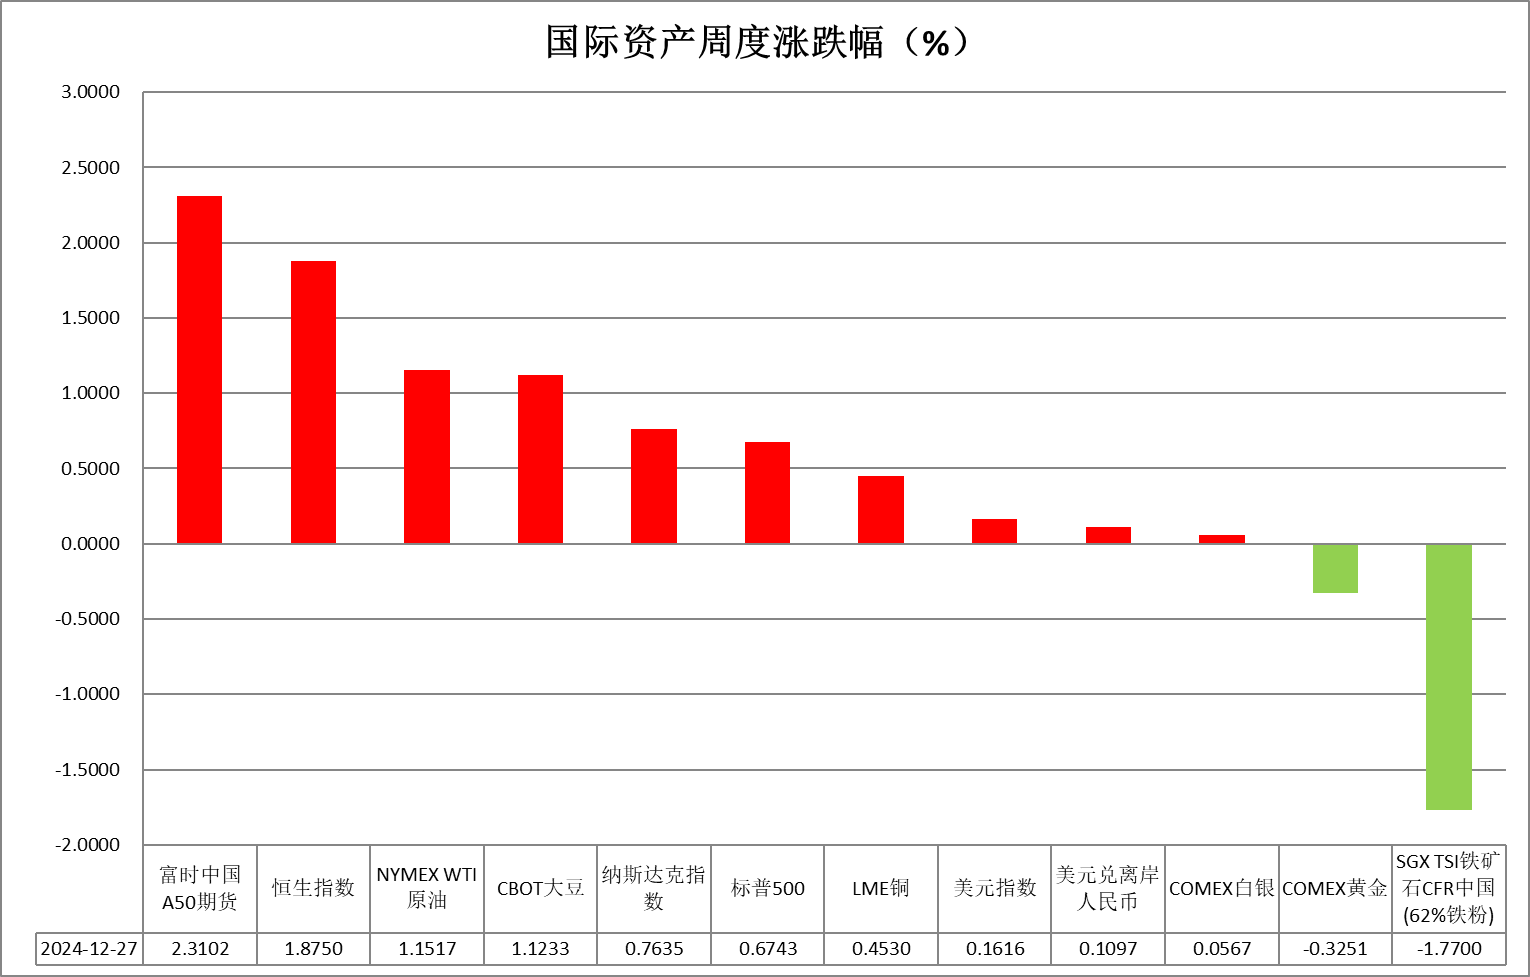 国际资产周度涨跌幅（%）
3.0000
2.5000
2.0000
1.5000
1.0000
0.5000
0.0000
-0.5000
-1.0000
-1.5000
-2.0000
富时中国
A50期货
恒生指数
NYMEX WTI
原油
CBOT大豆
纳斯达克指
数
标普500
LME铜
美元指数
美元兑离岸
人民币
COMEX白银
COMEX黄金
SGX TSI铁矿
石CFR中国
(62%铁粉)
2024-12-27 2.3102 1.8750 1.1517 1.1233 0.7635 0.6743 0.4530 0.1616 0.1097 0.0567 -0.3251 -1.7700